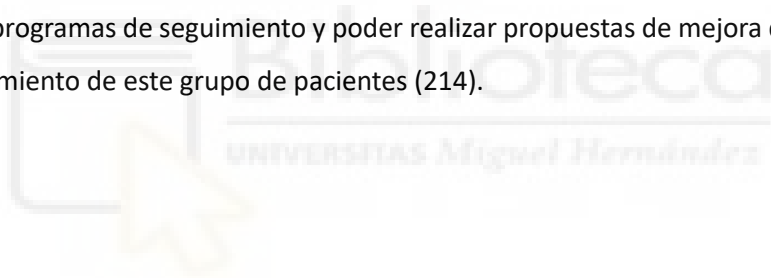 programas de seguimiento y poder realizar propuestas de mejora
miento de este grupo de pacientes (214).
Biblioteca
UNIVERSITAS Miguel Hernández